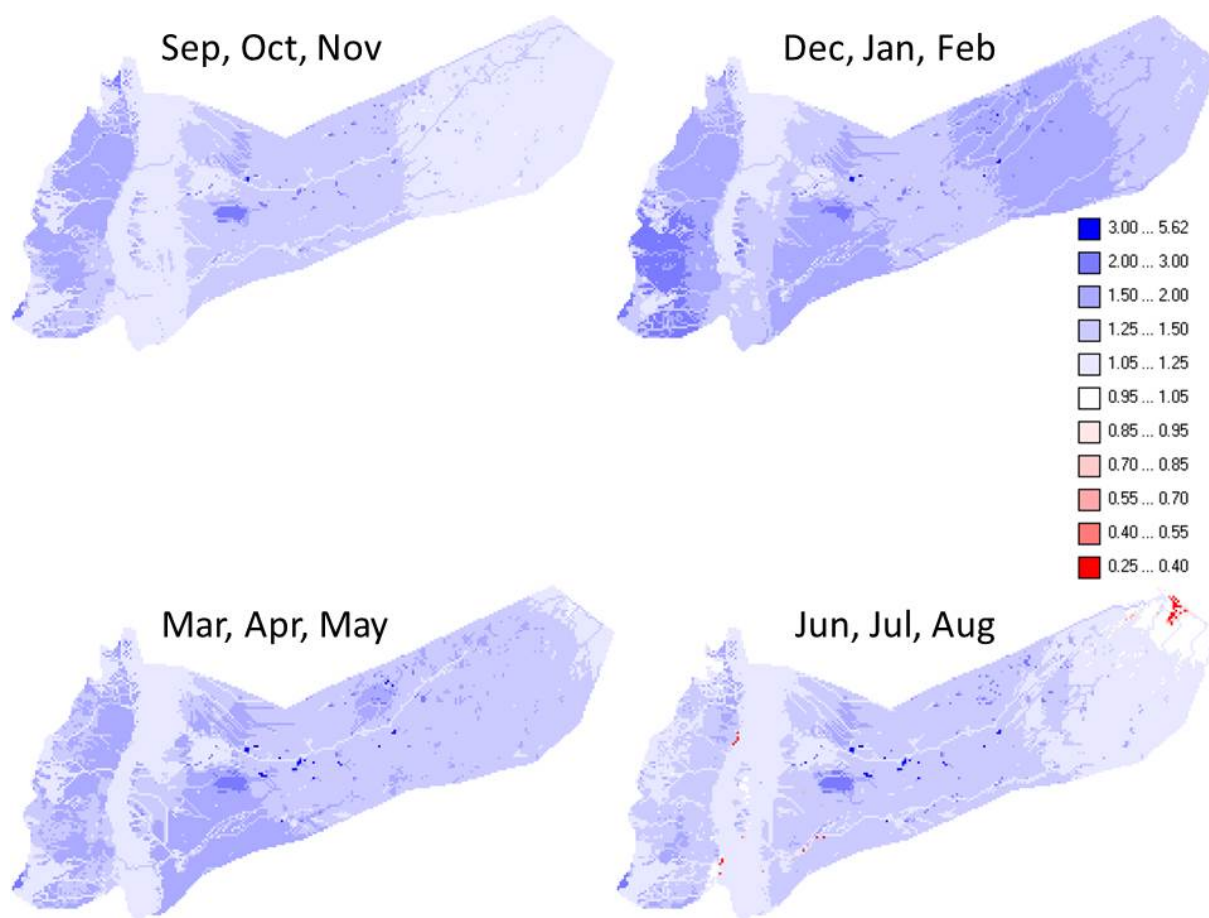 Sep, Oct, Nov
Dec, Jan, Feb
3.00 ... 5.62
2.00 ... 3.00
1.50 ... 2.00
1.25 ... 1.50
1.05 ... 1.25
0.95 ... 1.05
0.85 ... 0.95
0.70 ... 0.85
0.55 ... 0.70
0.40 ... 0.55
0.25 ... 0.40
Mar, Apr, May
Jun, Jul, Aug